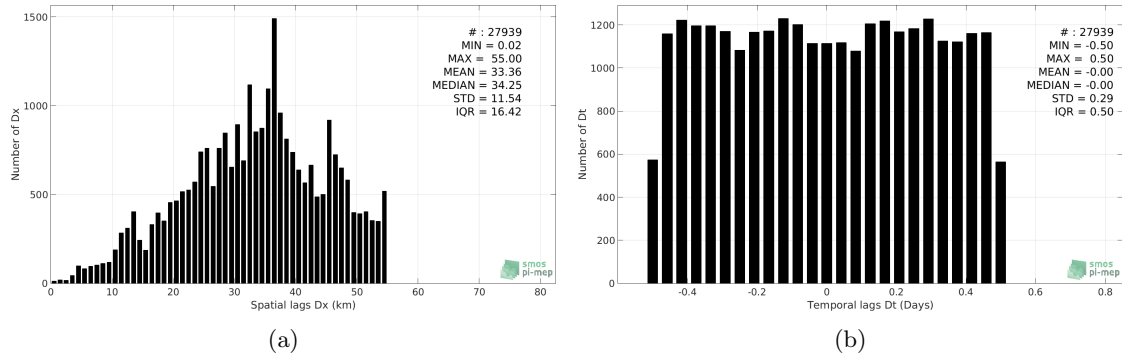 1500
1000
500
0
0
10
20
30
40
50
60
70
80
Number of Dx
Spatial lags Dx (km)
# : 27939
MIN = 0.02
MAX = 55.00
MEAN = 33.36
MEDIAN = 34.25
STD = 11.54
IQR = 16.42
smos
pi-mep
(a)
1200
1000
800
600
400
200
0
-0.4
-0.2
0
0.2
0.4
0.6
0.8
Number of Dt
Temporal lags Dt (Days)
# : 27939
MIN = -0.50
MAX = 0.50
MEAN = -0.00
MEDIAN = -0.00
STD = 0.29
IQR = 0.50
smos
pi-mep
(b)